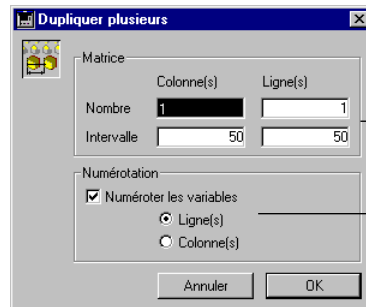 Dupliquer plusieurs
Matrice
Colonne(s) Ligne(s)
Nombre 1 1
Intervalle 50 50
Numérotation
Numéroter les variables
Ligne(s)
Colonne(s)
Annuler OK